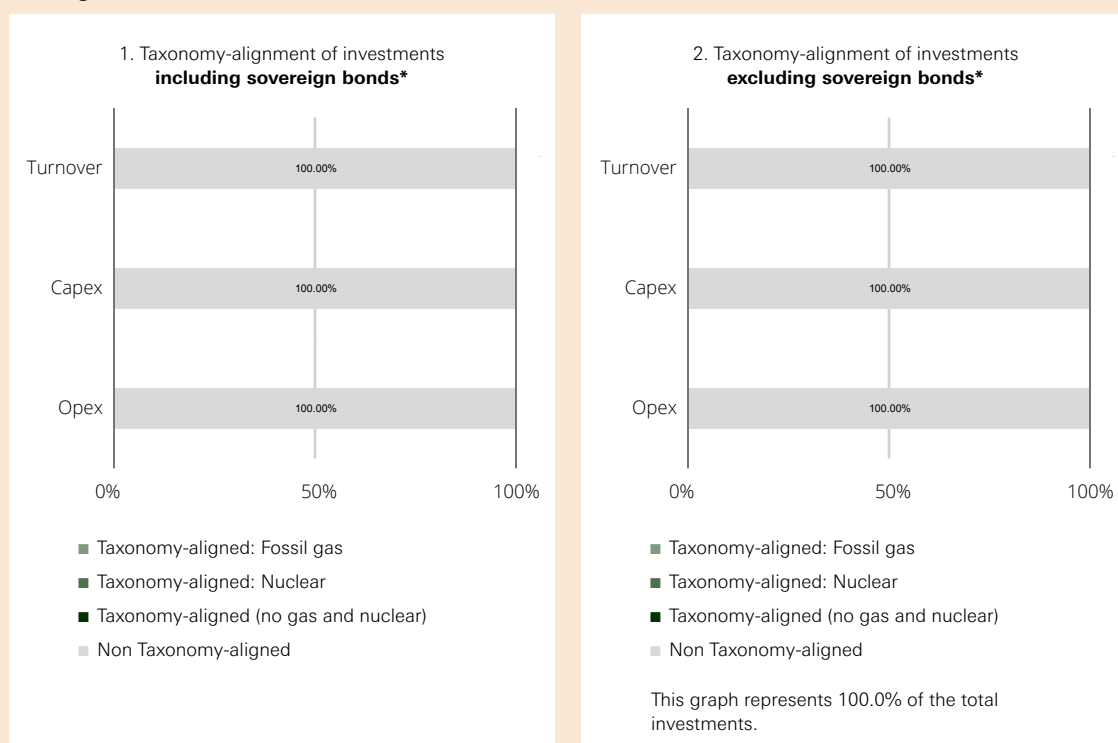 1. Taxonomy-alignment of investments
including sovereign bonds*
Turnover
100.00%
Capex
100.00%
Opex
100.00%
0% 50% 100%
Taxonomy-aligned: Fossil gas
Taxonomy-aligned: Nuclear
Taxonomy-aligned (no gas and nuclear)
Non Taxonomy-aligned
2. Taxonomy-alignment of investments
excluding sovereign bonds*
Turnover
100.00%
Capex
100.00%
Opex
100.00%
0% 50% 100%
Taxonomy-aligned: Fossil gas
Taxonomy-aligned: Nuclear
Taxonomy-aligned (no gas and nuclear)
Non Taxonomy-aligned
This graph represents 100.0% of the total
investments.